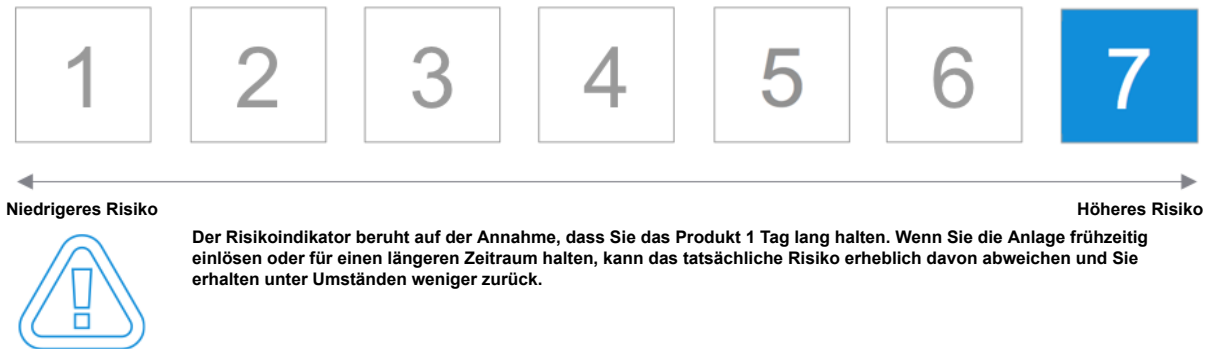 1 2 3 4 5 6 7
Niedrigeres Risiko Höheres Risiko
Der Risikoindikator beruht auf der Annahme, dass Sie das Produkt 1 Tag lang halten. Wenn Sie die Anlage frühzeitig
einlösen oder für einen längeren Zeitraum halten, kann das tatsächliche Risiko erheblich davon abweichen und Sie
erhalten unter Umständen weniger zurück.